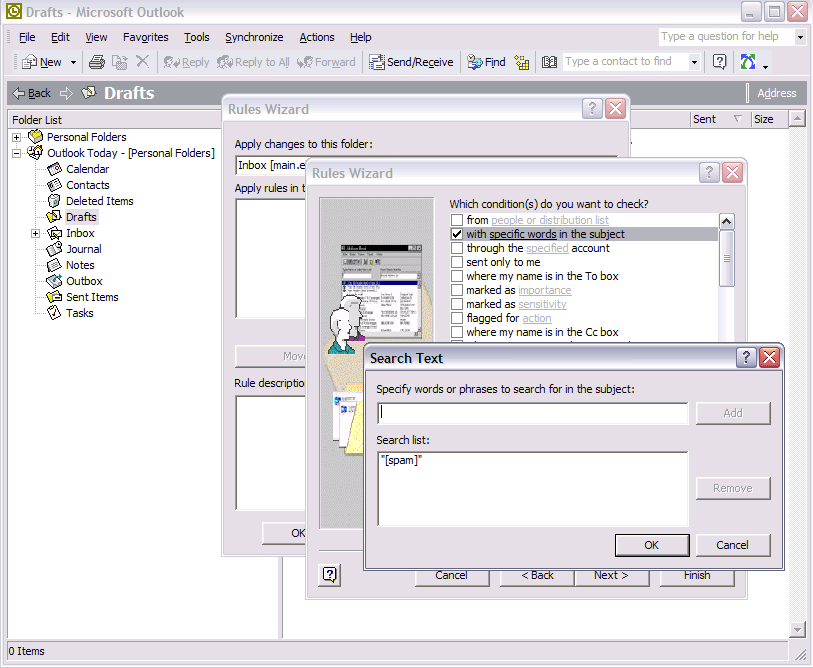 Drafts - Microsoft Outlook
File Edit View Favorites Tools Synchronize Actions Help
Type a question for help
New Reply Reply to All Forward Send/Receive Find Type a contact to find
Back Drafts Address
Folder List
Sent Size
Personal Folders
Outlook Today - [Personal Folders]
Calendar
Contacts
Deleted Items
Drafts
Inbox
Journal
Notes
Outbox
Sent Items
Tasks
Rules Wizard
Apply changes to this folder:
Inbox [main.e
Apply rules in t
Mov
Rule description
OK
Rules Wizard
Which condition(s) do you want to check?
from people or distribution list
with specific words in the subject
through the specified account
sent only to me
where my name is in the To box
marked as importance
marked as sensitivity
flagged for action
where my name is in the Cc box
Cancel < Back Next > Finish
Search Text
Specify words or phrases to search for in the subject:
Add
Search list:
"[spam]"
Remove
OK Cancel
0 Items